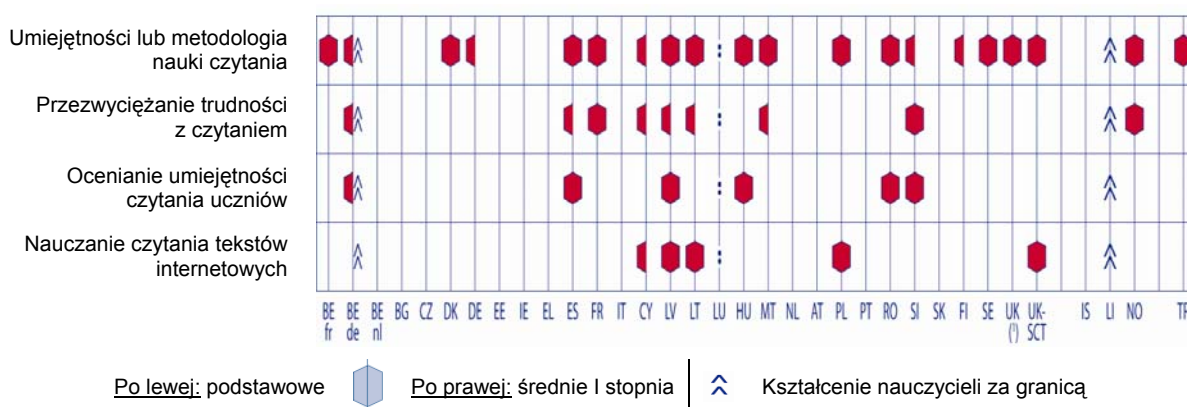 Umiejętności lub metodologia
nauki czytania
Przezwyciężanie trudności
z czytaniem
Ocenianie umiejętności
czytania uczniów
Nauczanie czytania tekstów
internetowych
BE BE BE BG CZ DK DE EE IE EL ES FR IT CY LV LT LU HU MT NL AT PL PT RO SI SK FI SE UK UK- IS LI NO TR
fr de nl (¹) SCT
Po lewej: podstawowe Po prawej: średnie I stopnia Kształcenie nauczycieli za granicą